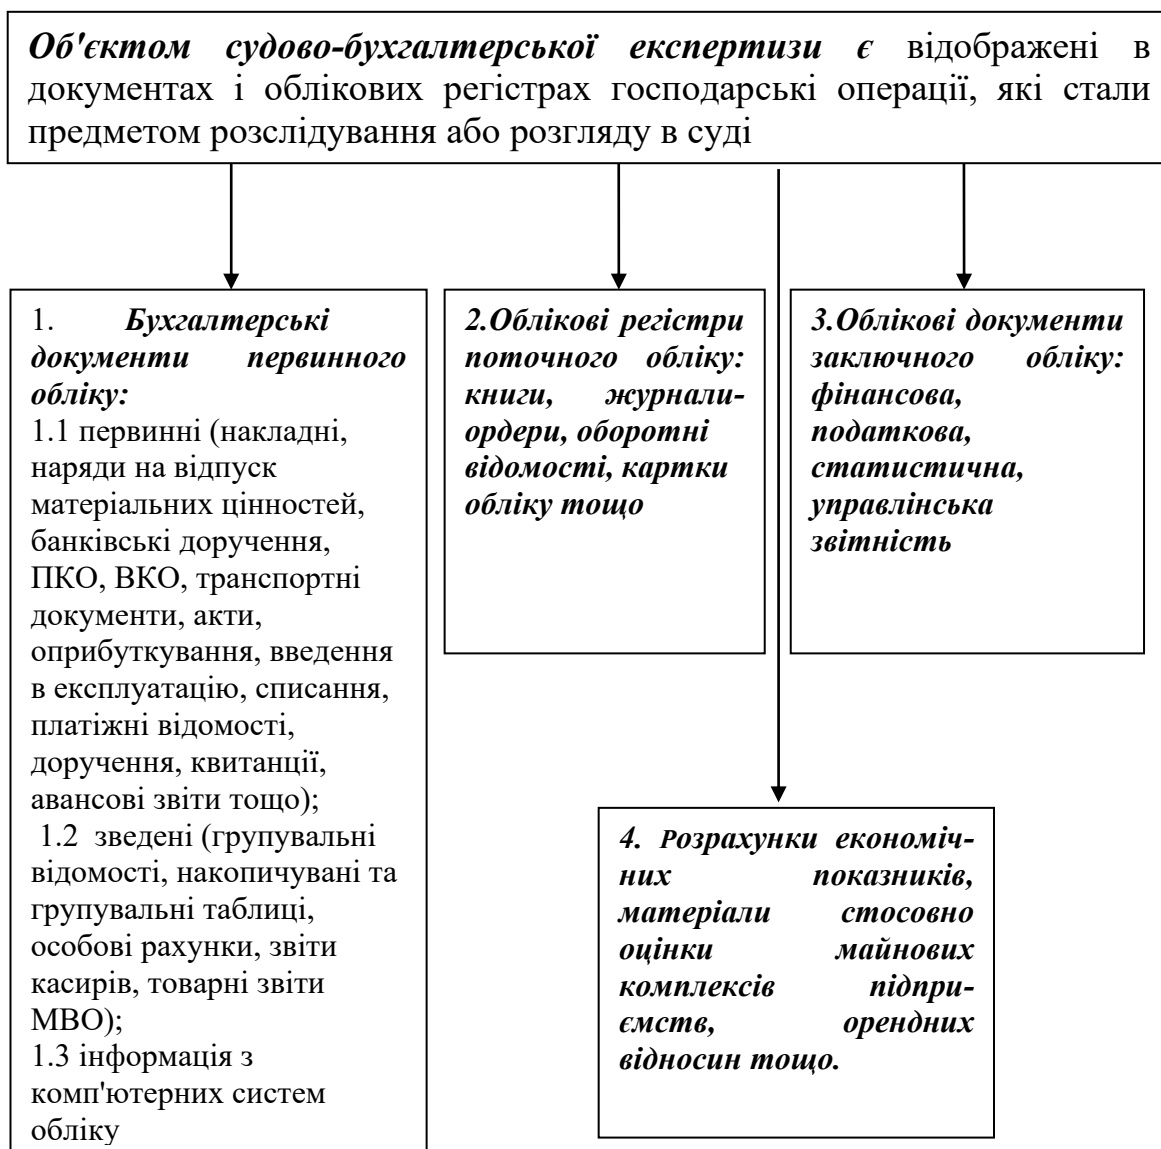 Об'єктом судово-бухгалтерської експертизи є відображені в
документах і облікових регістрах господарські операції, які стали
предметом розслідування або розгляду в суді
1. Бухгалтерські
документи первинного
обліку:
1.1 первинні (накладні,
наряди на відпуск
матеріальних цінностей,
банківські доручення,
ПКО, ВКО, транспортні
документи, акти,
оприбуткування, введення
в експлуатацію, списання,
платіжні відомості,
доручення, квитанції,
авансові звіти тощо);
1.2 зведені (групувальні
відомості, накопичувані та
групувальні таблиці,
особові рахунки, звіти
касирів, товарні звіти
МВО);
1.3 інформація з
комп'ютерних систем
обліку
2.Облікові регістри
поточного обліку:
книги, журнали-
ордери, оборотні
відомості, картки
обліку тощо
3.Облікові документи
заключного обліку:
фінансова,
податкова,
статистична,
управлінська
звітність
4. Розрахунки економіч-
них показників,
матеріали стосовно
оцінки майнових
комплексів підпри-
ємств, орендних
відносин тощо.